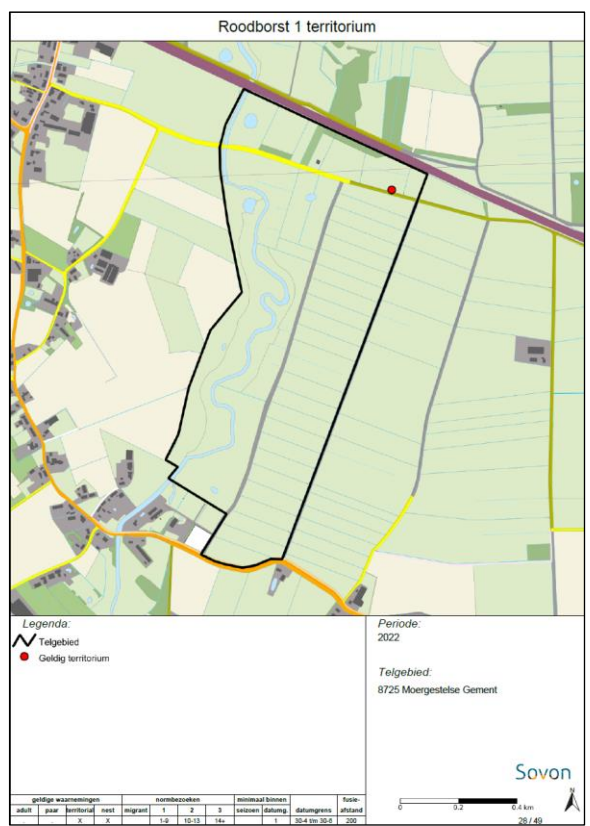 Roodborst 1 territorium
Legenda:
Telgebied
Geldig territorium
Periode:
2022
Telgebied:
8725 Moergestelse Gement
Sovon
0 0.2 0.4 km
28 / 49
geldige waarnemingen normbezoeken minimaal binnen fusie-
adult paar territorial nest migrant 1 2 3 seizoen datumg. datumgrens afstand
. . X X 1-9 10-13 14+ 1 30-4 t/m 30-6 200